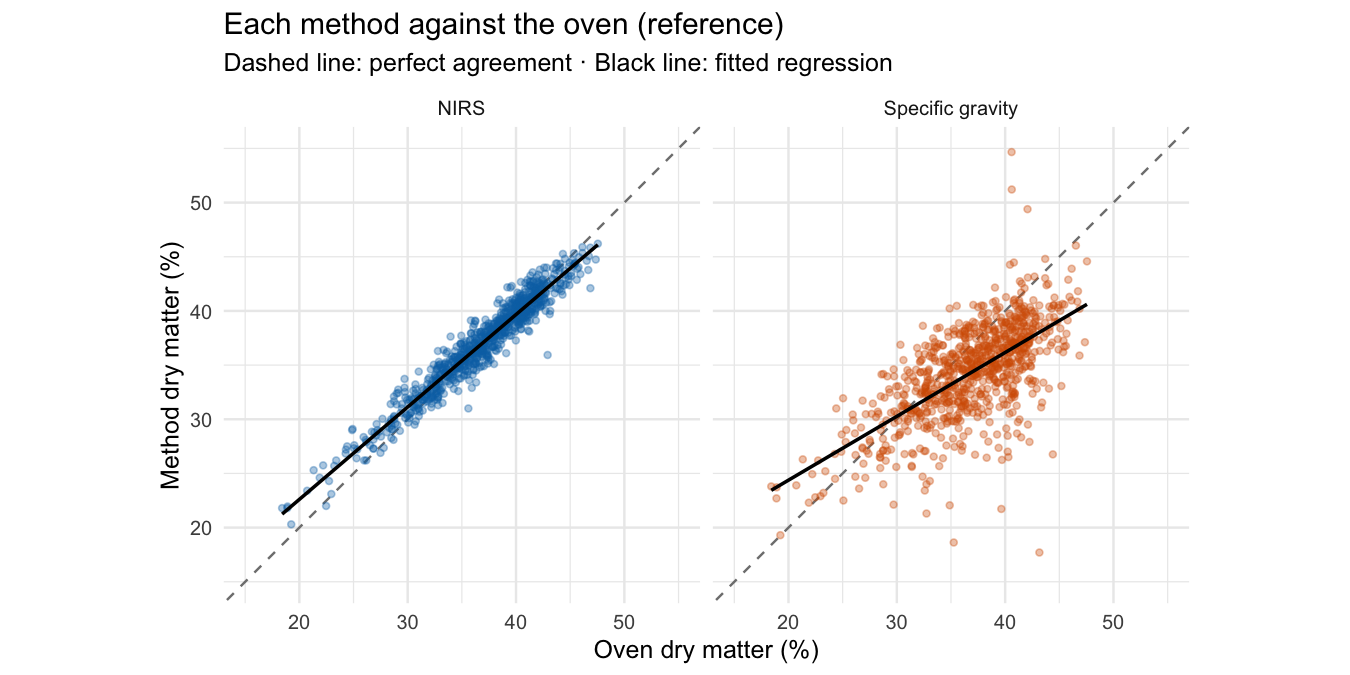 Each method against the oven (reference)
Dashed line: perfect agreement · Black line: fitted regression
NIRS
Specific gravity
Method dry matter (%)
50
40
30
20
20
30
40
50
20
30
40
50
Oven dry matter (%)